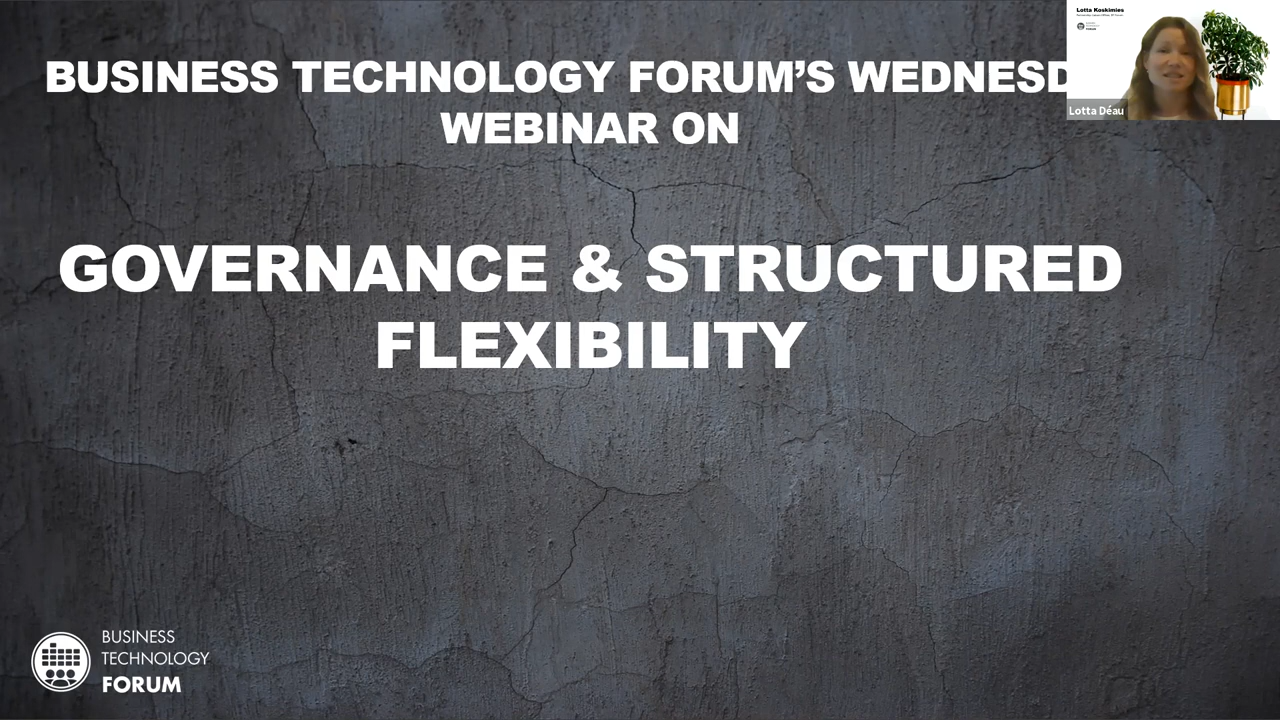 BUSINESS TECHNOLOGY FORUM’S WEDNESD
WEBINAR ON
GOVERNANCE & STRUCTURED
FLEXIBILITY
Lotta Koskimies
Lotta Déau
BUSINESS
TECHNOLOGY
FORUM